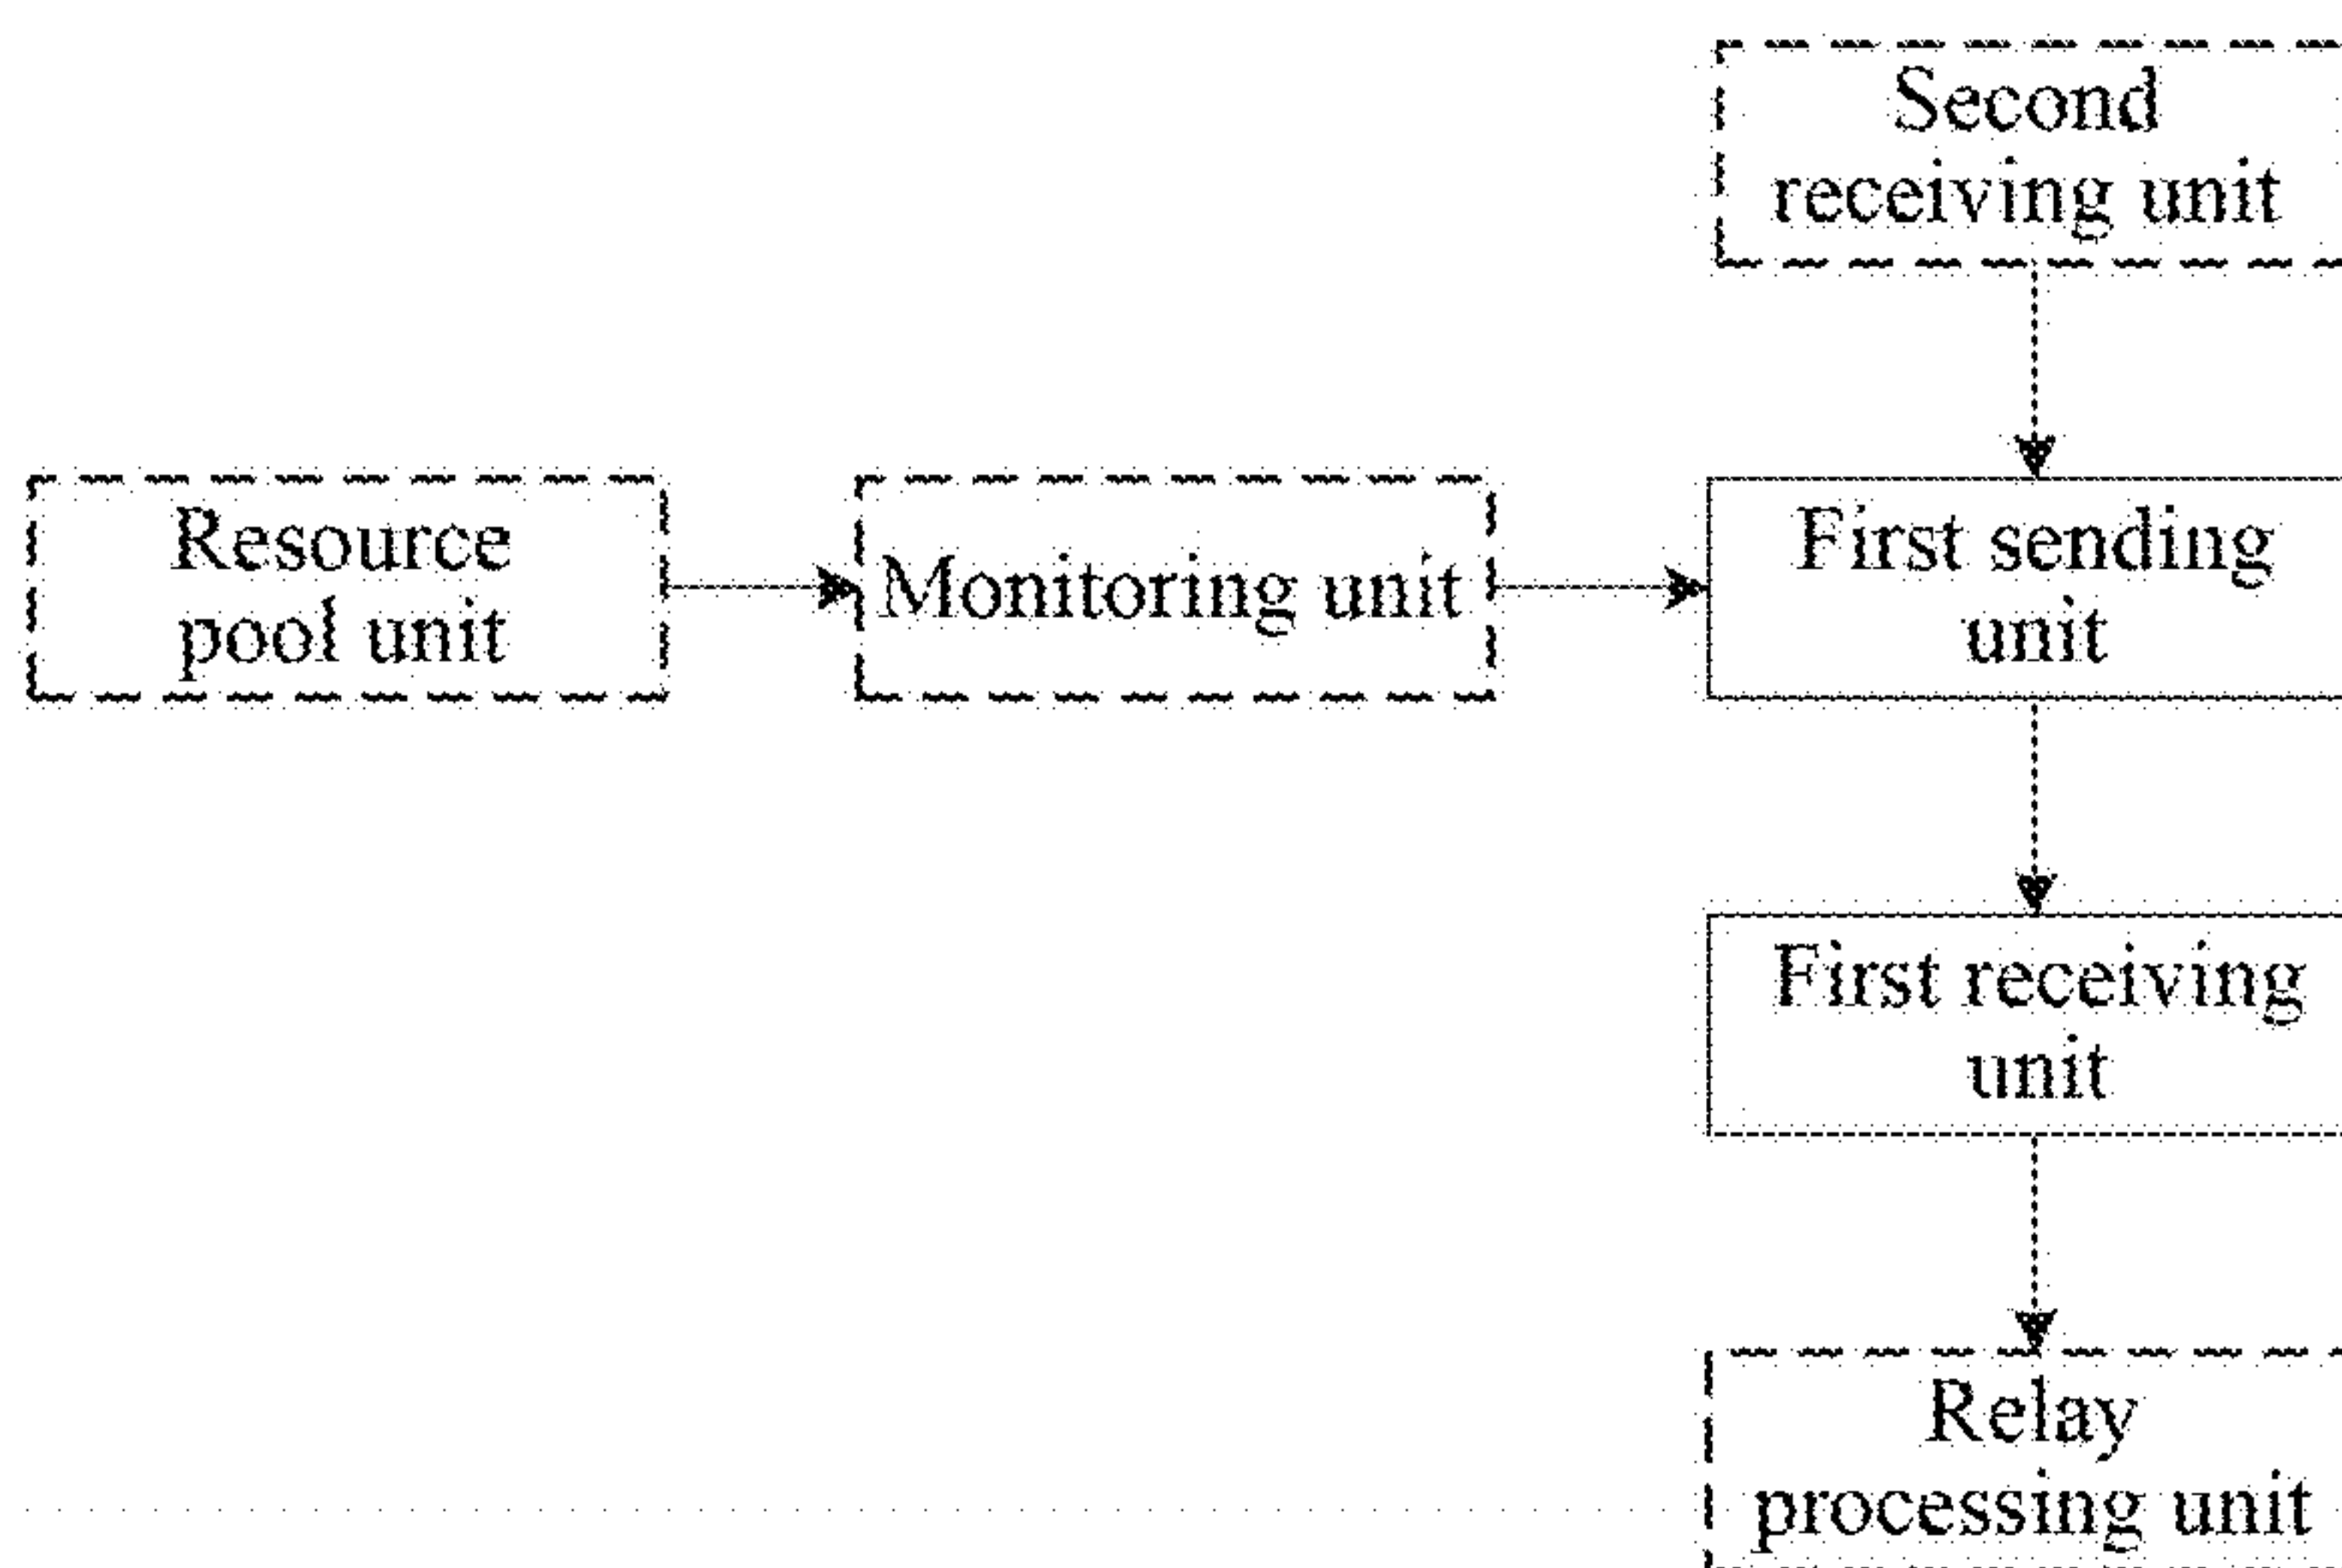 Second
receiving unit
Resource
pool unit
Monitoring unit
First sending
unit
First receiving
unit
Relay
processing unit